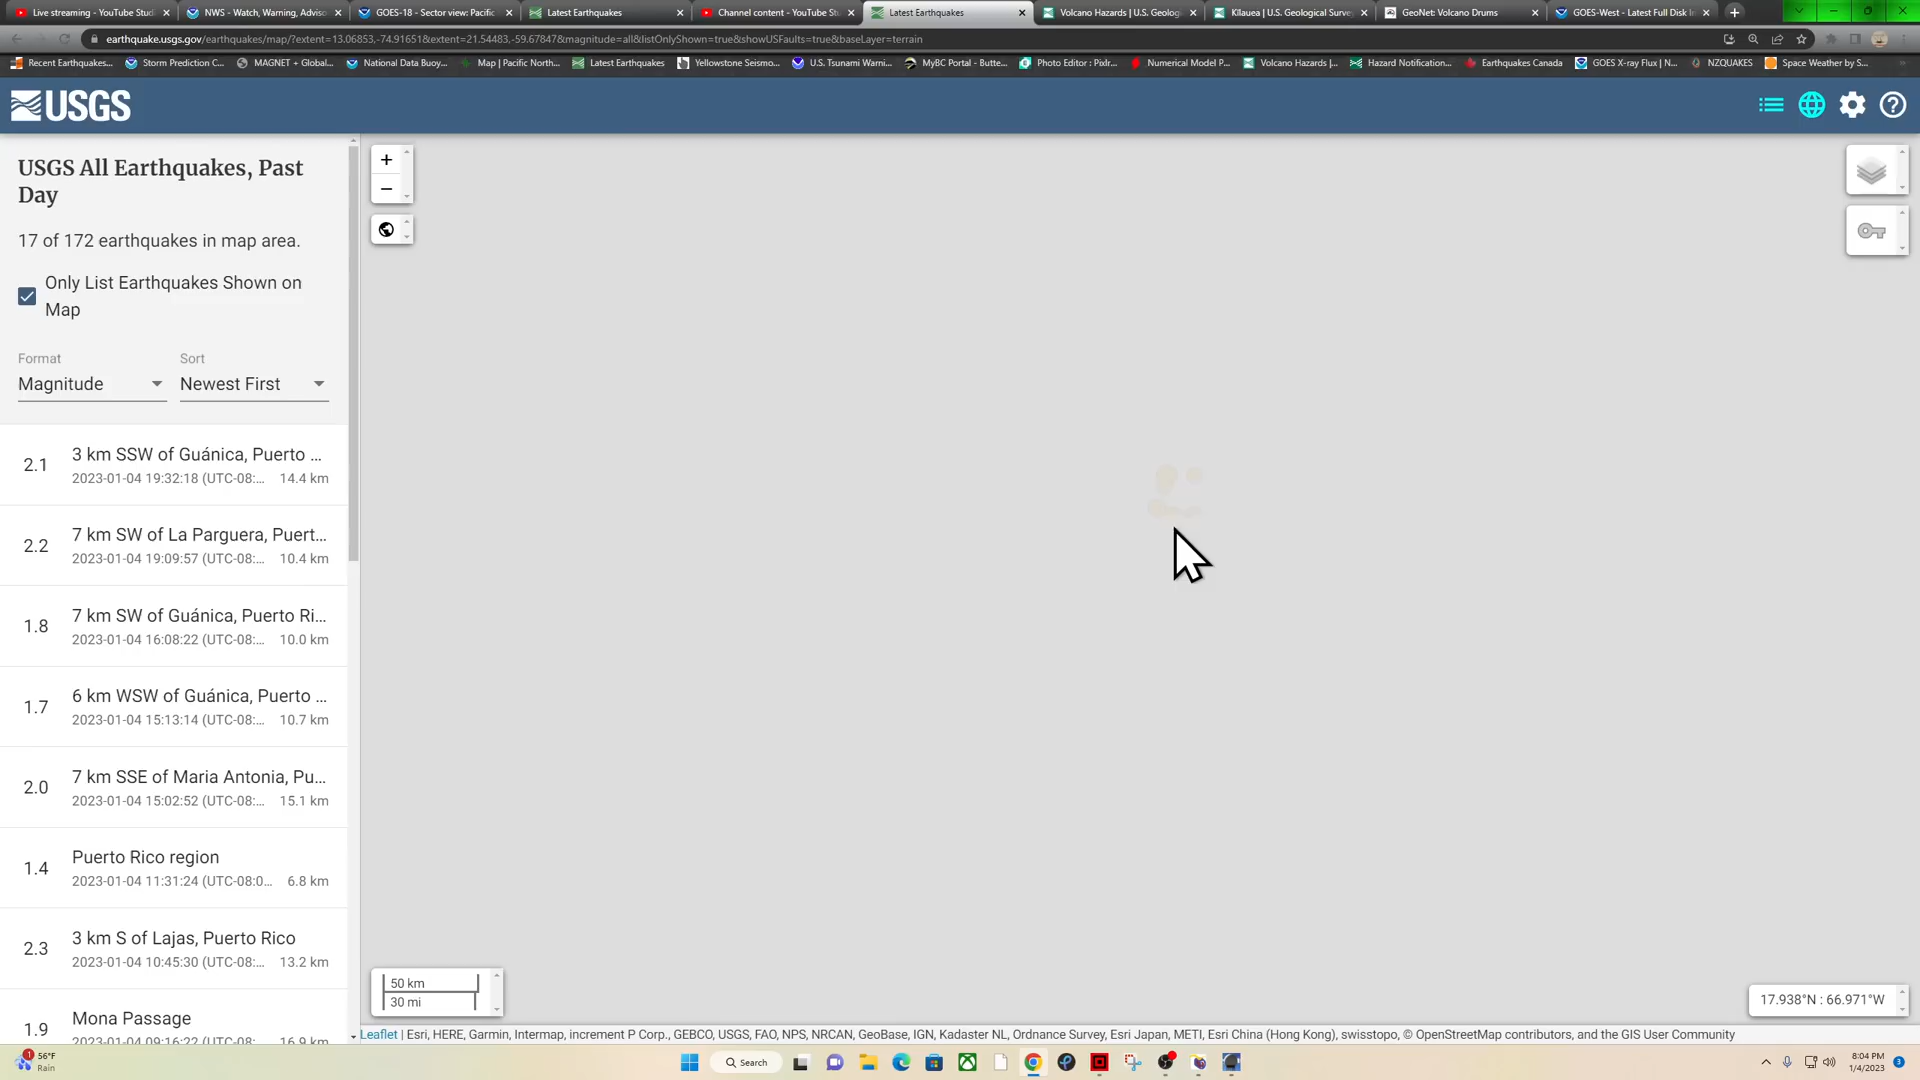 Live streaming - YouTube Stud
NWS - Watch, Warning, Adviso
GOES-18 - Sector view: Pacific
Latest Earthquakes
Channel content - YouTube Stu
Latest Earthquakes
Volcano Hazards | U.S. Geolog
Kīlauea | U.S. Geological Surve
GeoNet: Volcano Drums
GOES-West - Latest Full Disk I
earthquake.usgs.gov/earthquakes/map/?extent=13.06853,-74.91651&extent=21.54483,-59.67847&magnitude=all&listOnlyShown=true&showUSFaults=true&baseLayer=terrain
Recent Earthquakes...
Storm Prediction C...
MAGNET + Global...
National Data Buoy...
Map | Pacific North...
Latest Earthquakes
Yellowstone Seismo...
U.S. Tsunami Warni...
MyBC Portal - Butte...
Photo Editor : Pixlr...
Numerical Model P...
Volcano Hazards |...
Hazard Notification...
Earthquakes Canada
GOES X-ray Flux | N...
NZQUAKES
Space Weather by S...
USGS
USGS All Earthquakes, Past
Day
17 of 172 earthquakes in map area.
Only List Earthquakes Shown on
Map
Format
Sort
Magnitude
Newest First
2.1
3 km SSW of Guánica, Puerto ...
2023-01-04 19:32:18 (UTC-08:... 14.4 km
2.2
7 km SW of La Parguera, Puert...
2023-01-04 19:09:57 (UTC-08:... 10.4 km
1.8
7 km SW of Guánica, Puerto Ri...
2023-01-04 16:08:22 (UTC-08:... 10.0 km
1.7
6 km WSW of Guánica, Puerto ...
2023-01-04 15:13:14 (UTC-08:... 10.7 km
2.0
7 km SSE of Maria Antonia, Pu...
2023-01-04 15:02:52 (UTC-08:... 15.1 km
1.4
Puerto Rico region
2023-01-04 11:31:24 (UTC-08:0... 6.8 km
2.3
3 km S of Lajas, Puerto Rico
2023-01-04 10:45:30 (UTC-08:... 13.2 km
1.9
Mona Passage
2023-01-04 09:16:22 (UTC-08:... 16.9 km
+
−
50 km
30 mi
17.938°N : 66.971°W
Leaflet | Esri, HERE, Garmin, Intermap, increment P Corp., GEBCO, USGS, FAO, NPS, NRCAN, GeoBase, IGN, Kadaster NL, Ordnance Survey, Esri Japan, METI, Esri China (Hong Kong), swisstopo, © OpenStreetMap contributors, and the GIS User Community
1
56°F
Rain
Search
8:04 PM
1/4/2023
3